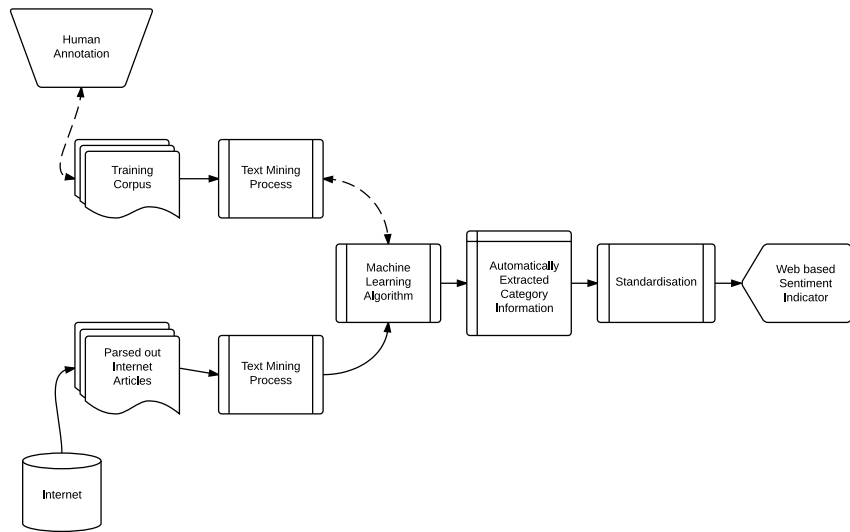 Human
Annotation
Training
Corpus
Text Mining
Process
Machine
Learning
Algorithm
Automatically
Extracted
Category
Information
Standardisation
Web based
Sentiment
Indicator
Parsed out
Internet
Articles
Text Mining
Process
Internet